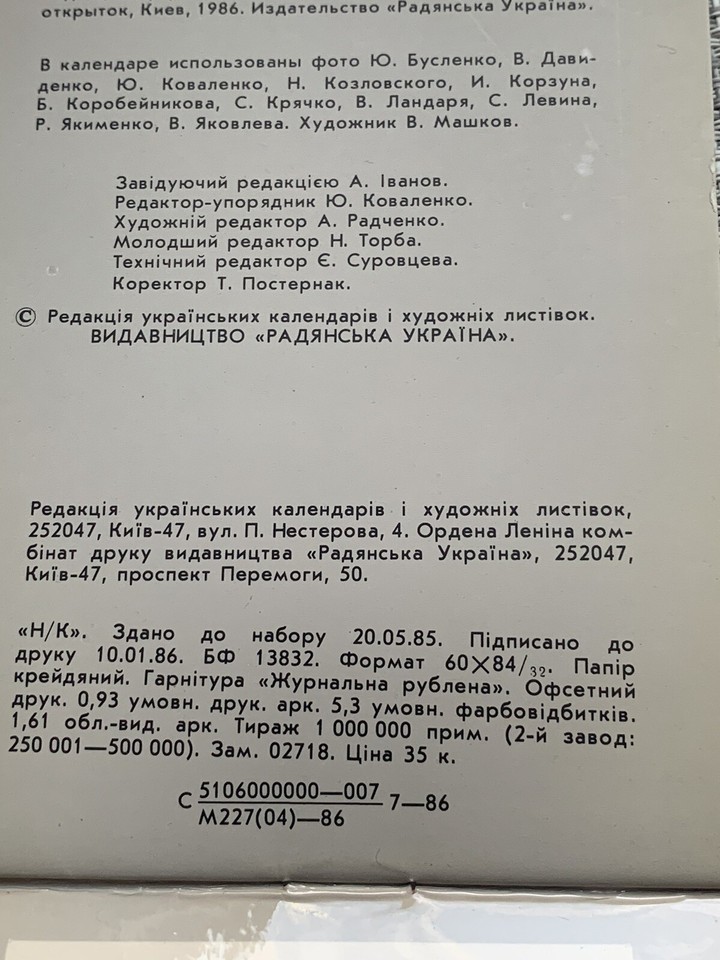 открыток, Киев, 1986. Издательство «Радянська Україна».
В календаре использованы фото Ю. Бусленко, В. Дави-
денко, Ю. Коваленко, Н. Козловского, И. Корзуна,
Б. Коробейникова, С. Крячко, В. Ландаря, С. Левина,
Р. Якименко, В. Яковлева. Художник В. Машков.
Завідуючий редакцією А. Іванов.
Редактор-упорядник Ю. Коваленко.
Художній редактор А. Радченко.
Молодший редактор Н. Торба.
Технічний редактор Є. Суровцева.
Коректор Т. Постернак.
© Редакція українських календарів і художніх листівок.
ВИДАВНИЦТВО «РАДЯНСЬКА УКРАЇНА».
Редакція українських календарів і художніх листівок,
252047, Київ-47, вул. П. Нестерова, 4. Ордена Леніна ком-
бінат друку видавництва «Радянська Україна», 252047,
Київ-47, проспект Перемоги, 50.
«Н/К». Здано до набору 20.05.85. Підписано до
друку 10.01.86. БФ 13832. Формат 60×84/32. Папір
крейдяний. Гарнітура «Журнальна рублена». Офсетний
друк. 0,93 умовн. друк. арк. 5,3 умовн. фарбовідбитків.
1,61 обл.-вид. арк. Тираж 1 000 000 прим. (2-й завод:
250 001—500 000). Зам. 02718. Ціна 35 к.
С 5106000000—007 7—86
М227(04)—86